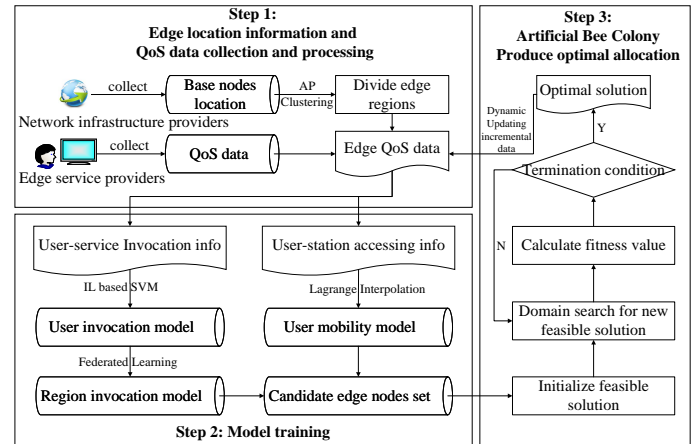 Step 1:
Edge location information and
QoS data collection and processing
collect
Base nodes
location
AP
Clustering
Divide edge
regions
Network infrastructure providers
collect
QoS data
Edge QoS data
Edge service providers
Dynamic
Updating
incremental
data
User-service Invocation info
User-station accessing info
IL based SVM
Lagrange Interpolation
User invocation model
User mobility model
Federated Learning
Region invocation model
Candidate edge nodes set
Step 2: Model training
Step 3:
Artificial Bee Colony
Produce optimal allocation
Optimal solution
Y
Termination condition
N
Calculate fitness value
Domain search for new
feasible solution
Initialize feasible
solution